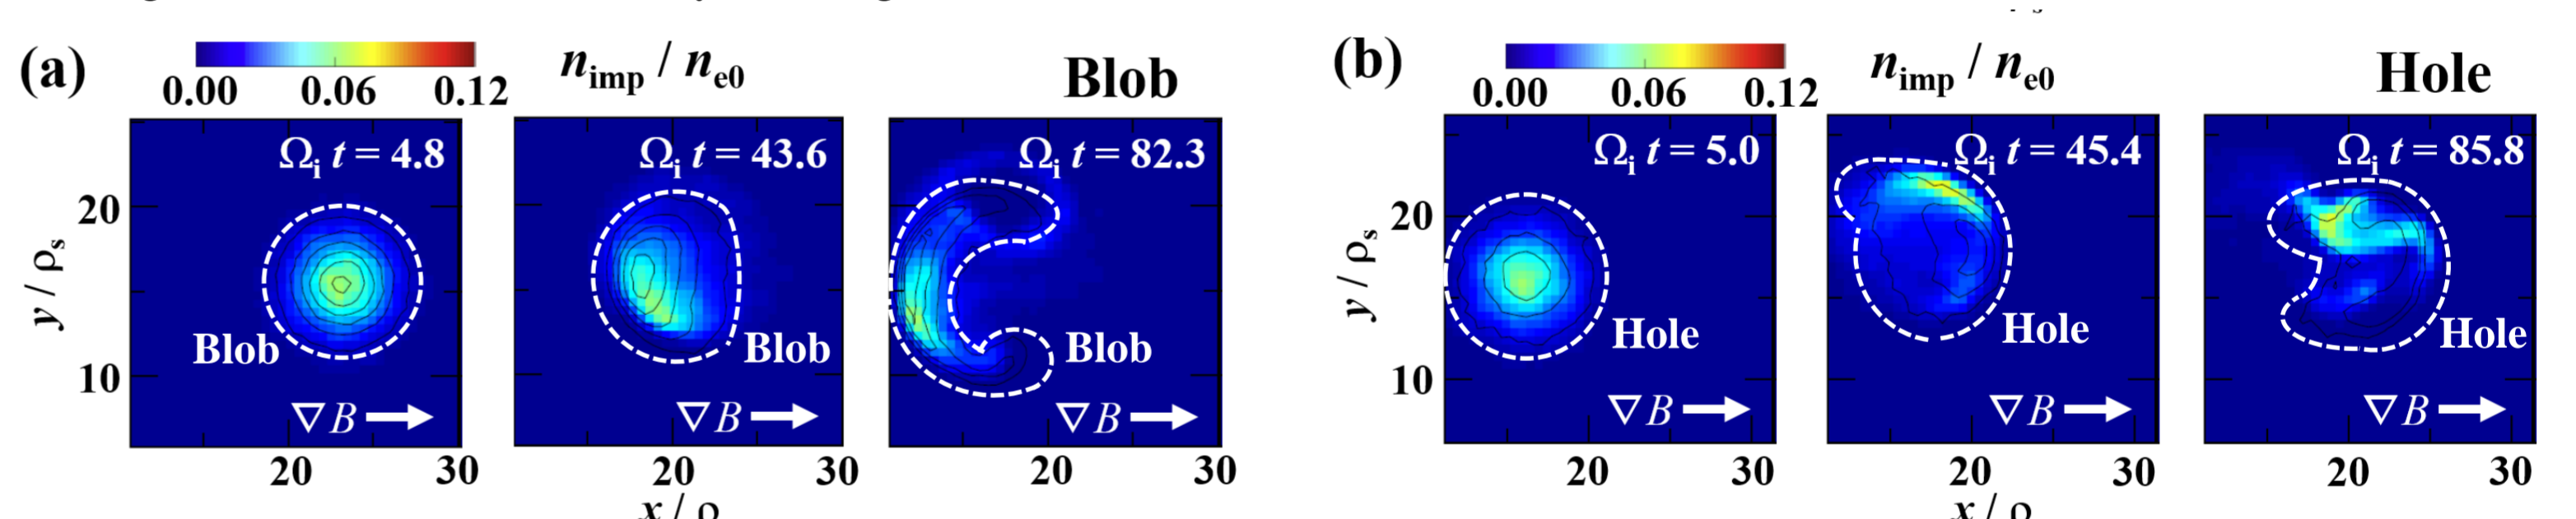 (a)
0.00 0.06 0.12
n_imp / n_e0
Blob
Ω_i t = 4.8
Blob
∇B
Ω_i t = 43.6
Blob
∇B
Ω_i t = 82.3
Blob
∇B
y / ρ_s
20
10
20 30
20 30
20 30
x / ρ
(b)
0.00 0.06 0.12
n_imp / n_e0
Hole
Ω_i t = 5.0
Hole
∇B
Ω_i t = 45.4
Hole
∇B
Ω_i t = 85.8
Hole
∇B
y / ρ_s
20
10
20 30
20 30
20 30
x / ρ